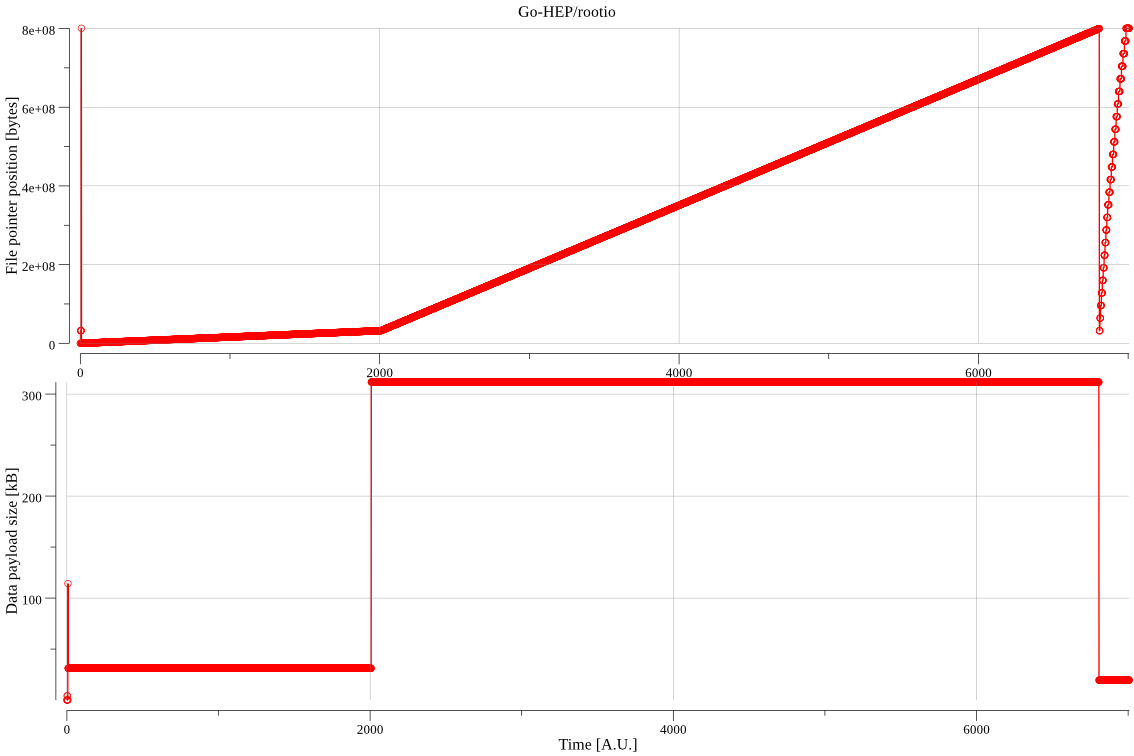 Go-HEP/rootio
File pointer position [bytes]
8e+08
6e+08
4e+08
2e+08
0
0 2000 4000 6000
Data payload size [kB]
300
200
100
0 2000 4000 6000
Time [A.U.]